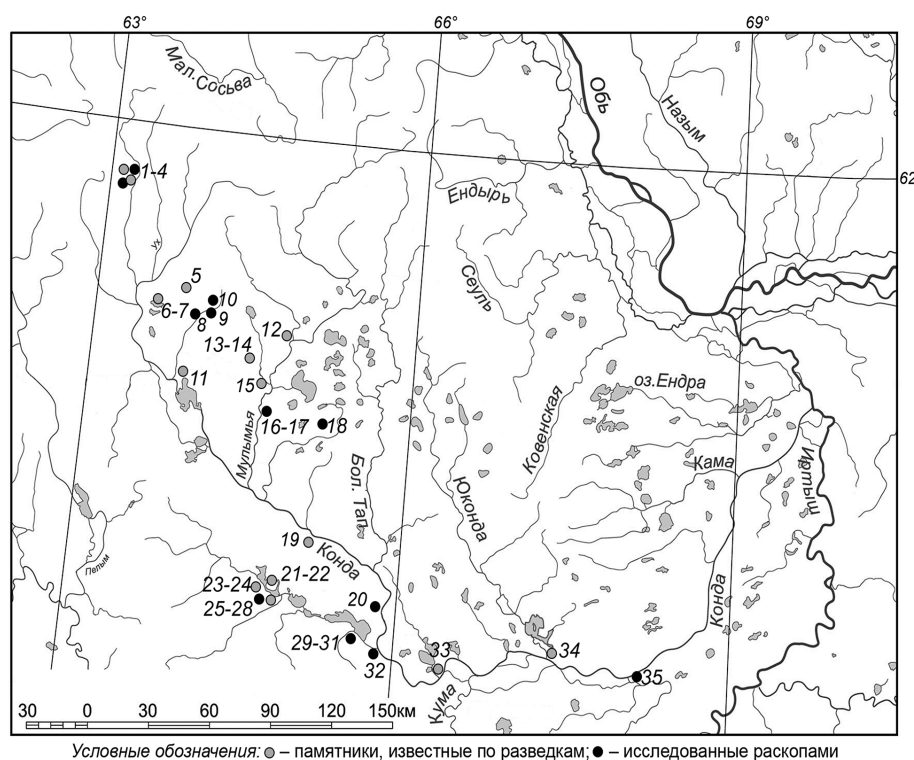 63°
66°
69°
Мал. Сосьва
Обь
Назым
62
1-4
Ендырь
Ух
5
Сеуль
6-7
10
8
9
12
13-14
11
15
оз.Ендра
16-17
18
Ковенская
Мулымья
Бол. Тап
Юконда
Кама
Иртыш
19
Конда
Пелым
23-24
21-22
25-28
20
Конда
29-31
32
33
34
35
Кума
30 0 30 60 90 120 150км
Условные обозначения: – памятники, известные по разведкам; – исследованные раскопами